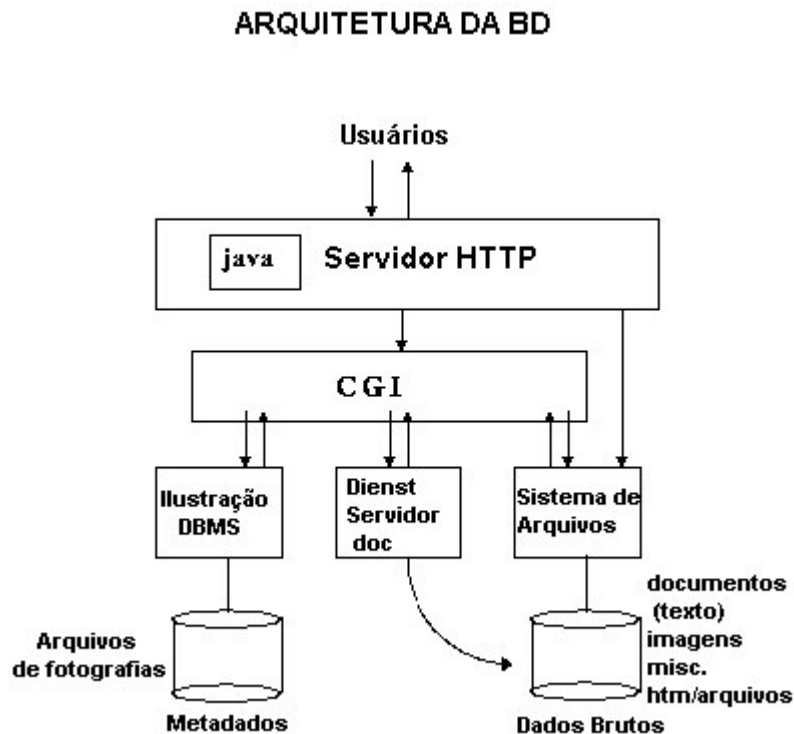 ARQUITETURA DA BD
Usuários
java
Servidor HTTP
CGI
Ilustração
DBMS
Dienst
Servidor
doc
Sistema de
Arquivos
Arquivos
de fotografias
Metadados
documentos
(texto)
imagens
misc.
htm/arquivos
Dados Brutos